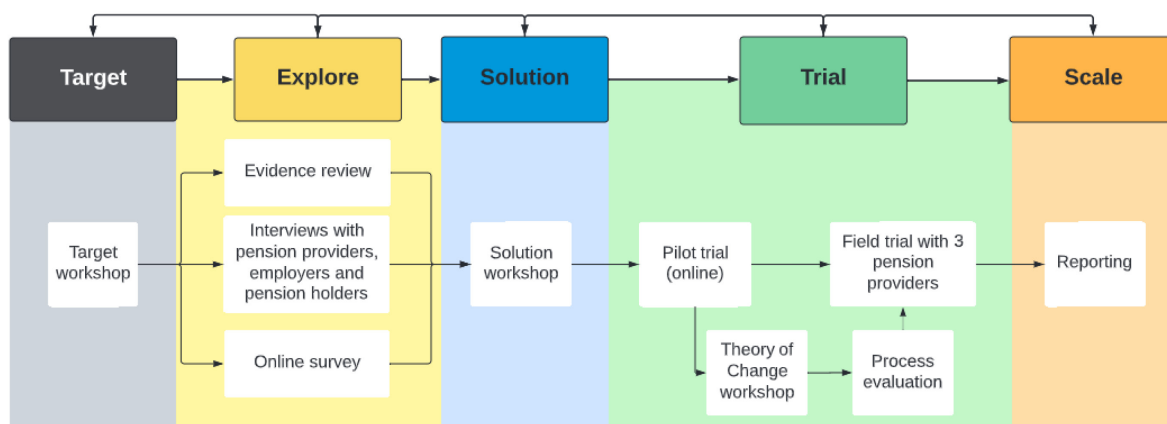 Target
Explore
Solution
Trial
Scale
Evidence review
Target
workshop
Interviews with
pension providers,
employers and
pension holders
Online survey
Solution
workshop
Pilot trial
(online)
Field trial with 3
pension
providers
Theory of
Change
workshop
Process
evaluation
Reporting